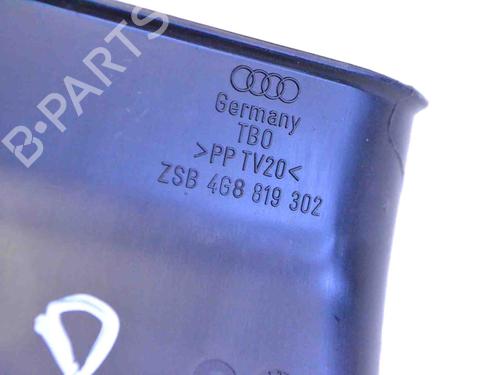 B·PARTS
Germany
TBO
>PP TV20<
ZSB 4G8 819 302
D